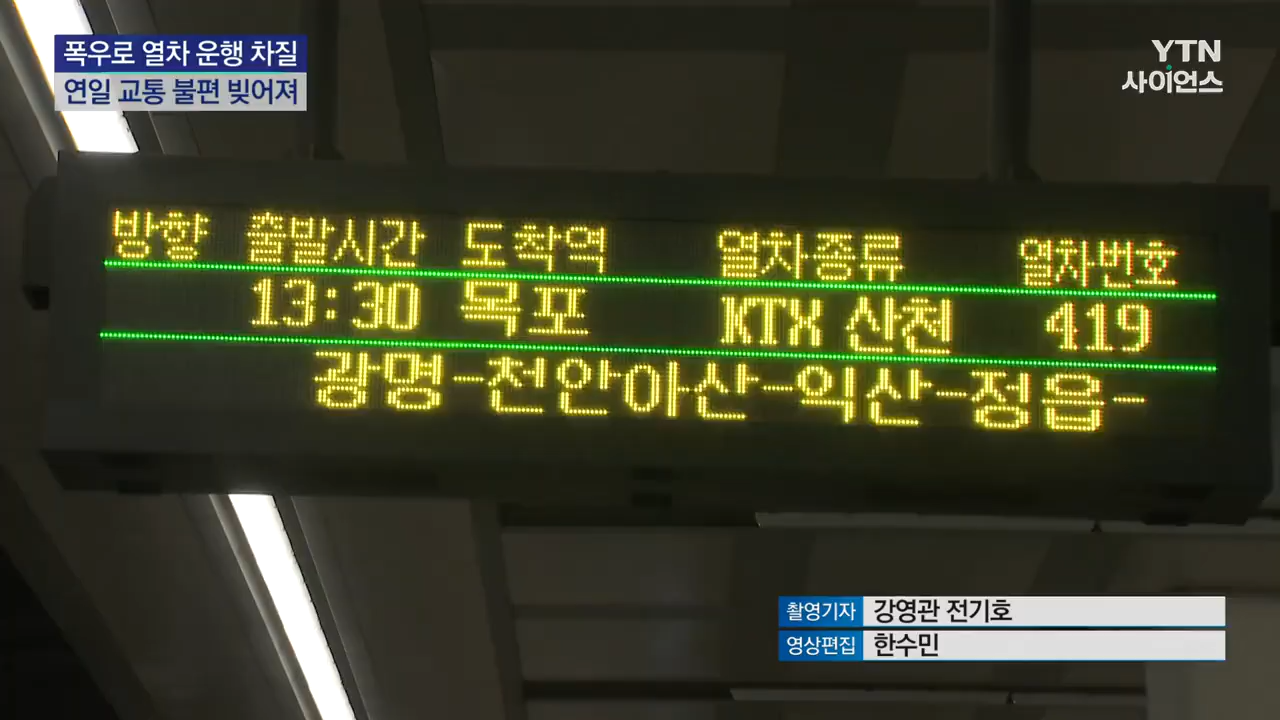 폭우로 열차 운행 차질
연일 교통 불편 빚어져
YTN
사이언스
방향 출발시간 도착역 열차종류 열차번호
13:30 목포 KTX 산천 419
광명-천안아산-익산-정읍-
촬영기자 강영관 전기호
영상편집 한수민